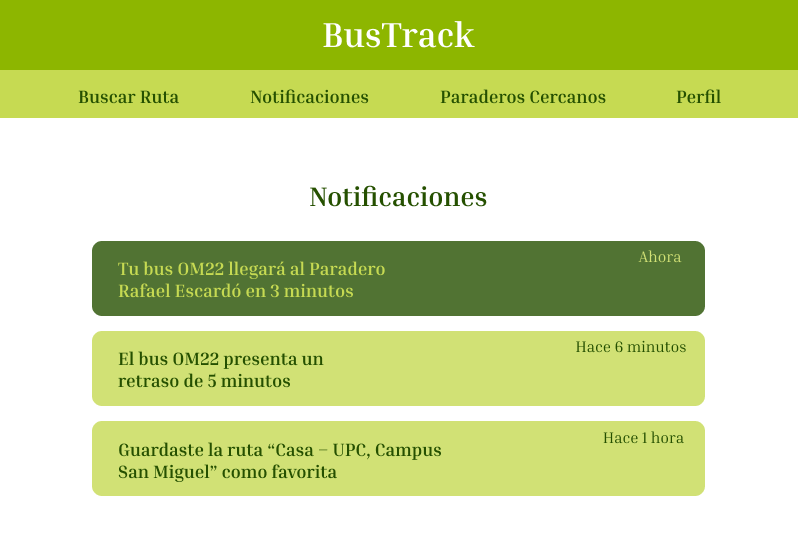 BusTrack
Buscar Ruta Notificaciones Paraderos Cercanos Perfil
Notificaciones
Ahora
Tu bus OM22 llegará al Paradero
Rafael Escardó en 3 minutos
Hace 6 minutos
El bus OM22 presenta un
retraso de 5 minutos
Hace 1 hora
Guardaste la ruta “Casa – UPC, Campus
San Miguel” como favorita